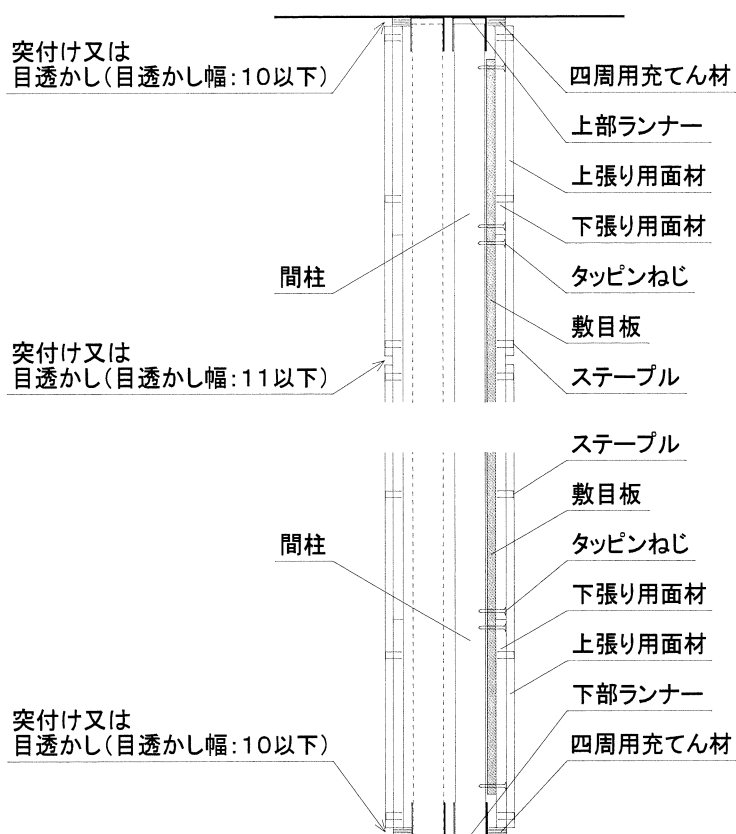 突付け又は
目透かし(目透かし幅:10以下)
四周用充てん材
上部ランナー
上張り用面材
下張り用面材
間柱
タッピンねじ
敷目板
突付け又は
目透かし(目透かし幅:11以下)
ステープル
ステープル
敷目板
間柱
タッピンねじ
下張り用面材
上張り用面材
下部ランナー
突付け又は
目透かし(目透かし幅:10以下)
四周用充てん材